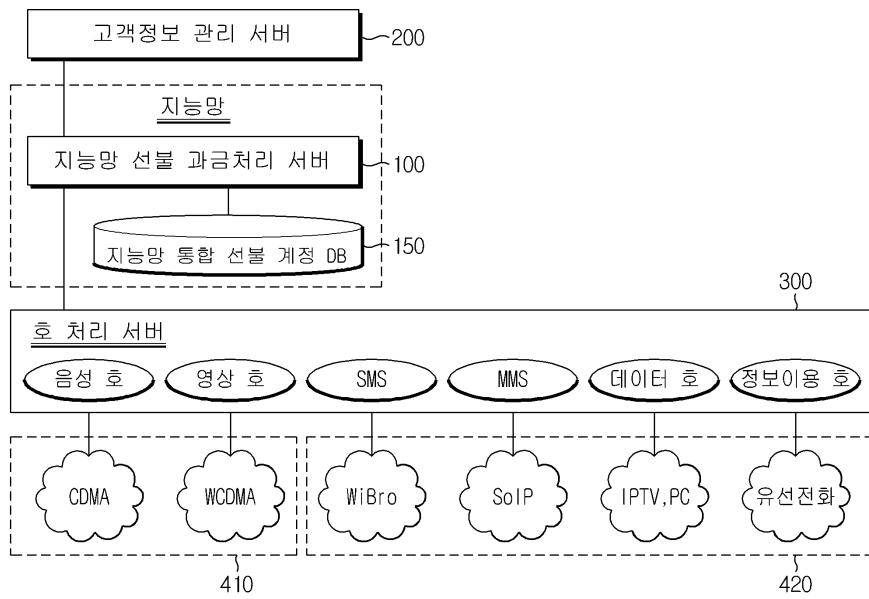 고객정보 관리 서버
200
지능망
지능망 선불 과금처리 서버
100
지능망 통합 선불 계정 DB
150
300
호 처리 서버
음성 호
영상 호
SMS
MMS
데이터 호
정보이용 호
CDMA
WCDMA
WiBro
SoIP
IPTV,PC
유선전화
410
420